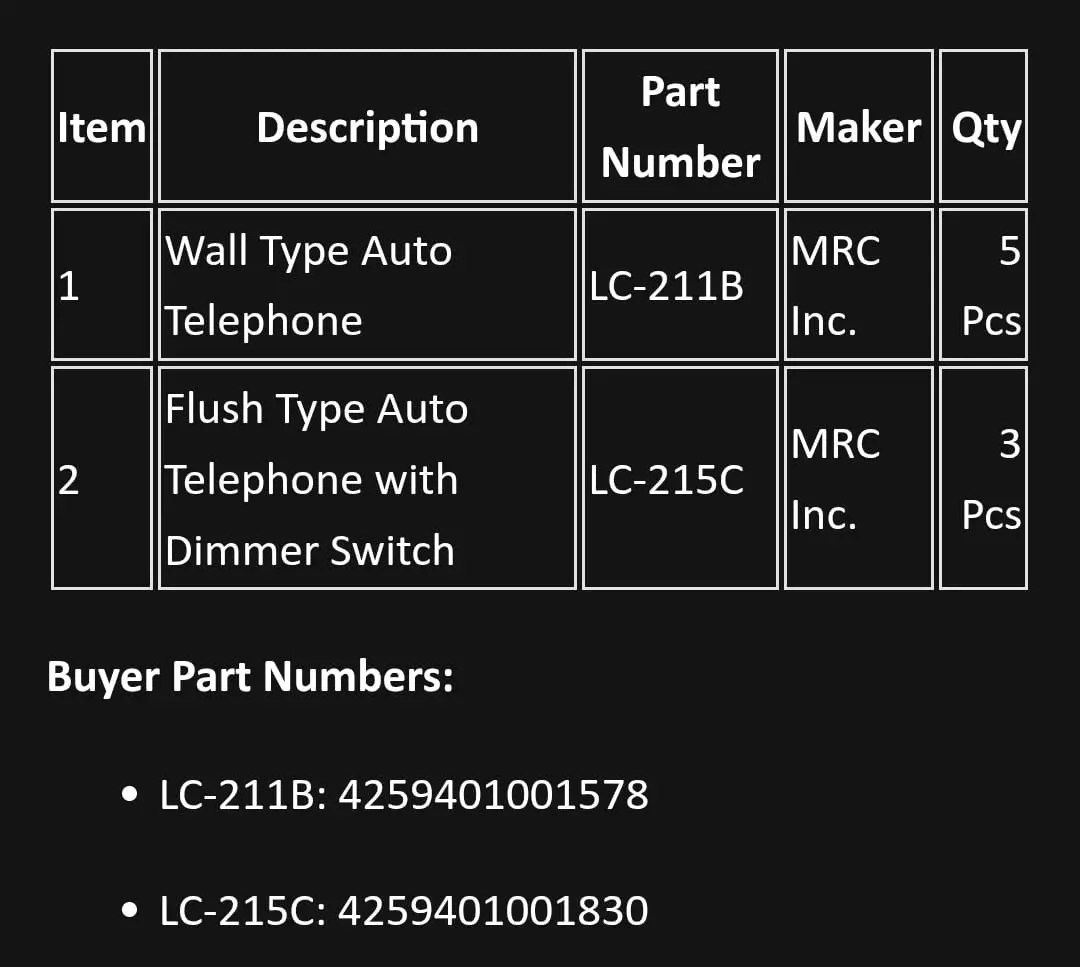 Item Description Part Number Maker Qty
1 Wall Type Auto Telephone LC-211B MRC Inc. 5 Pcs
2 Flush Type Auto Telephone with Dimmer Switch LC-215C MRC Inc. 3 Pcs
Buyer Part Numbers:
• LC-211B: 4259401001578
• LC-215C: 4259401001830